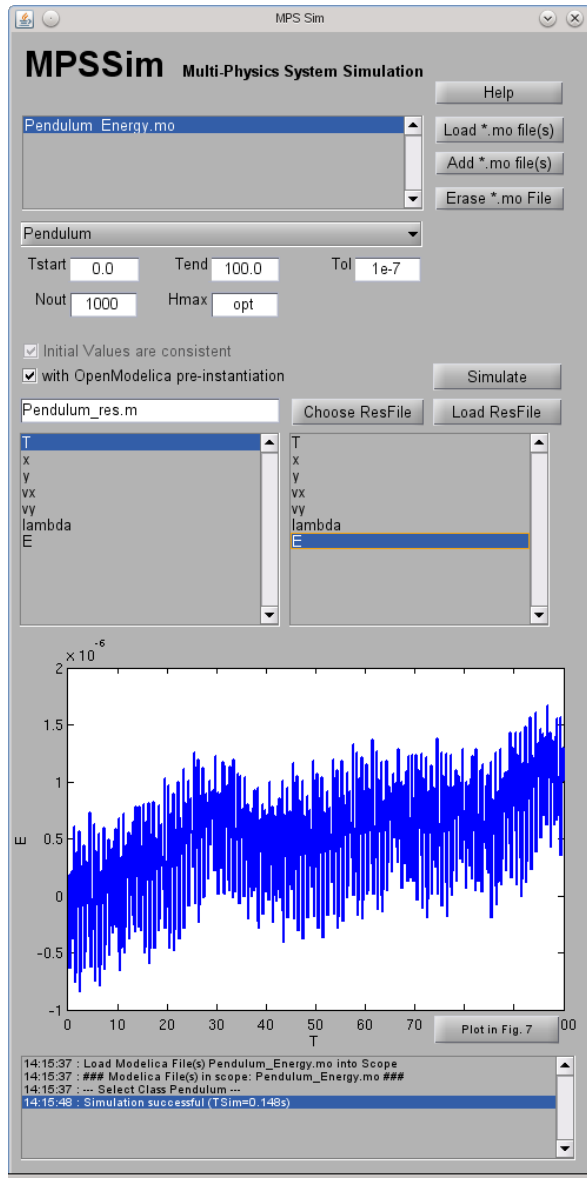 MPS Sim
MPSSim Multi-Physics System Simulation
Help
Pendulum_Energy.mo
Load *.mo file(s)
Add *.mo file(s)
Erase *.mo File
Pendulum
Tstart 0.0 Tend 100.0 Tol 1e-7
Nout 1000 Hmax opt
Initial Values are consistent
with OpenModelica pre-instantiation
Simulate
Pendulum_res.m Choose ResFile Load ResFile
T T
x x
y y
vx vx
vy vy
lambda lambda
E E
× 10^-6
2
1.5
1
0.5
E
0
-0.5
-1
0 10 20 30 40 50 60 70 00
T
Plot in Fig. 7
14:15:37 : Load Modelica File(s) Pendulum_Energy.mo into Scope
14:15:37 : ### Modelica File(s) in scope: Pendulum_Energy.mo ###
14:15:37 : --- Select Class Pendulum ---
14:15:48 : Simulation successful (TSim=0.148s)